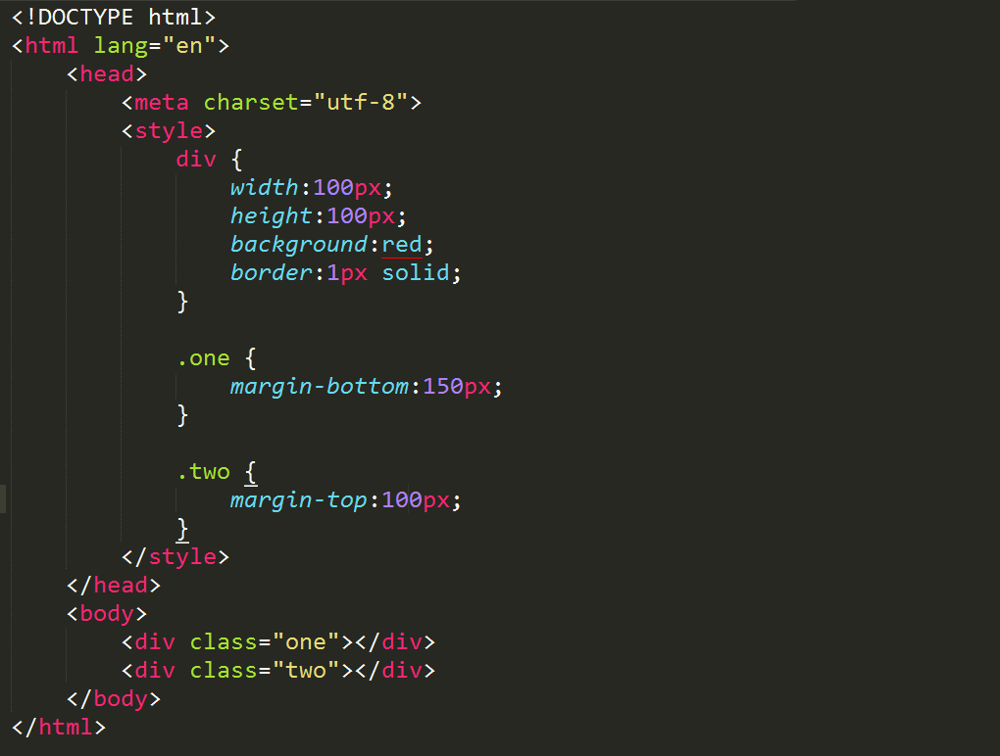 <!DOCTYPE html>
<html lang="en">
    <head>
        <meta charset="utf-8">
        <style>
            div {
                width:100px;
                height:100px;
                background:red;
                border:1px solid;
            }

            .one {
                margin-bottom:150px;
            }

            .two {
                margin-top:100px;
            }
        </style>
    </head>
    <body>
        <div class="one"></div>
        <div class="two"></div>
    </body>
</html>